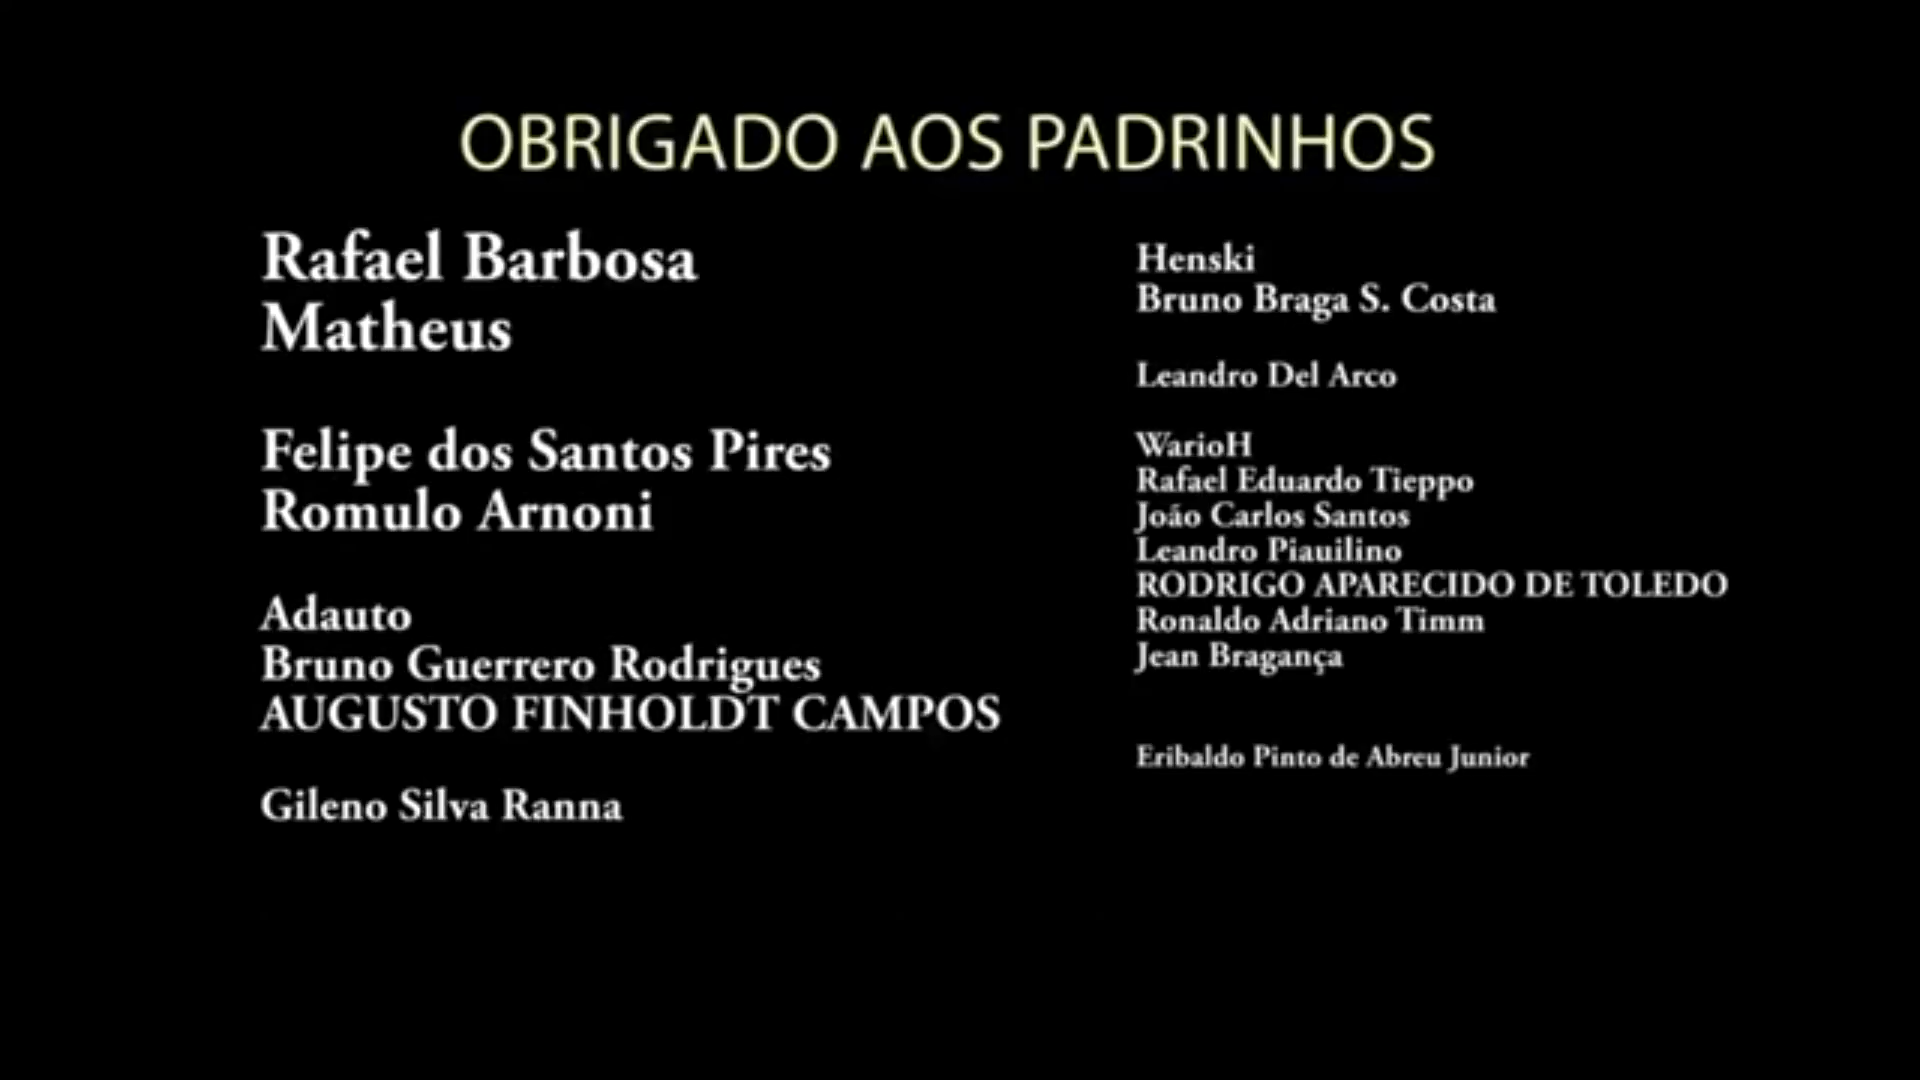 OBRIGADO AOS PADRINHOS
Rafael Barbosa
Matheus
Felipe dos Santos Pires
Romulo Arnoni
Adauto
Bruno Guerrero Rodrigues
AUGUSTO FINHOLDT CAMPOS
Gileno Silva Ranna
Henski
Bruno Braga S. Costa
Leandro Del Arco
WarioH
Rafael Eduardo Tieppo
João Carlos Santos
Leandro Piauilino
RODRIGO APARECIDO DE TOLEDO
Ronaldo Adriano Timm
Jean Bragança
Eribaldo Pinto de Abreu Junior